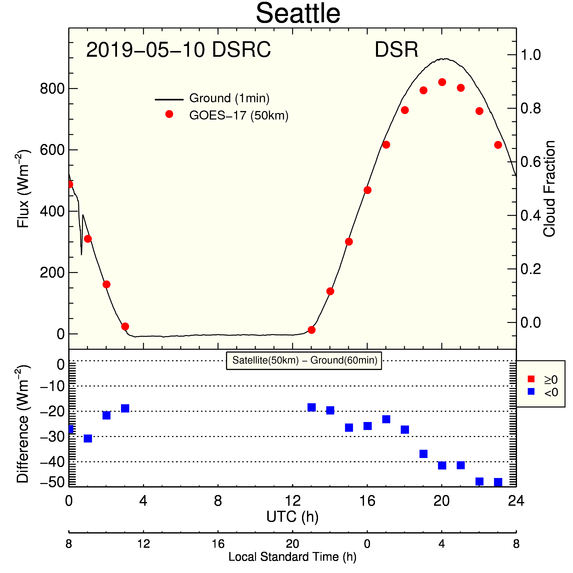 Seattle
2019−05−10 DSRC DSR
Ground (1min)
GOES−17 (50km)
Flux (Wm⁻²)
800
600
400
200
0
Cloud Fraction
1.0
0.8
0.6
0.4
0.2
0.0
Satellite(50km) − Ground(60min)
Difference (Wm⁻²)
0
−10
−20
−30
−40
−50
≥0
<0
0 4 8 12 16 20 24
UTC (h)
8 12 16 20 0 4 8
Local Standard Time (h)